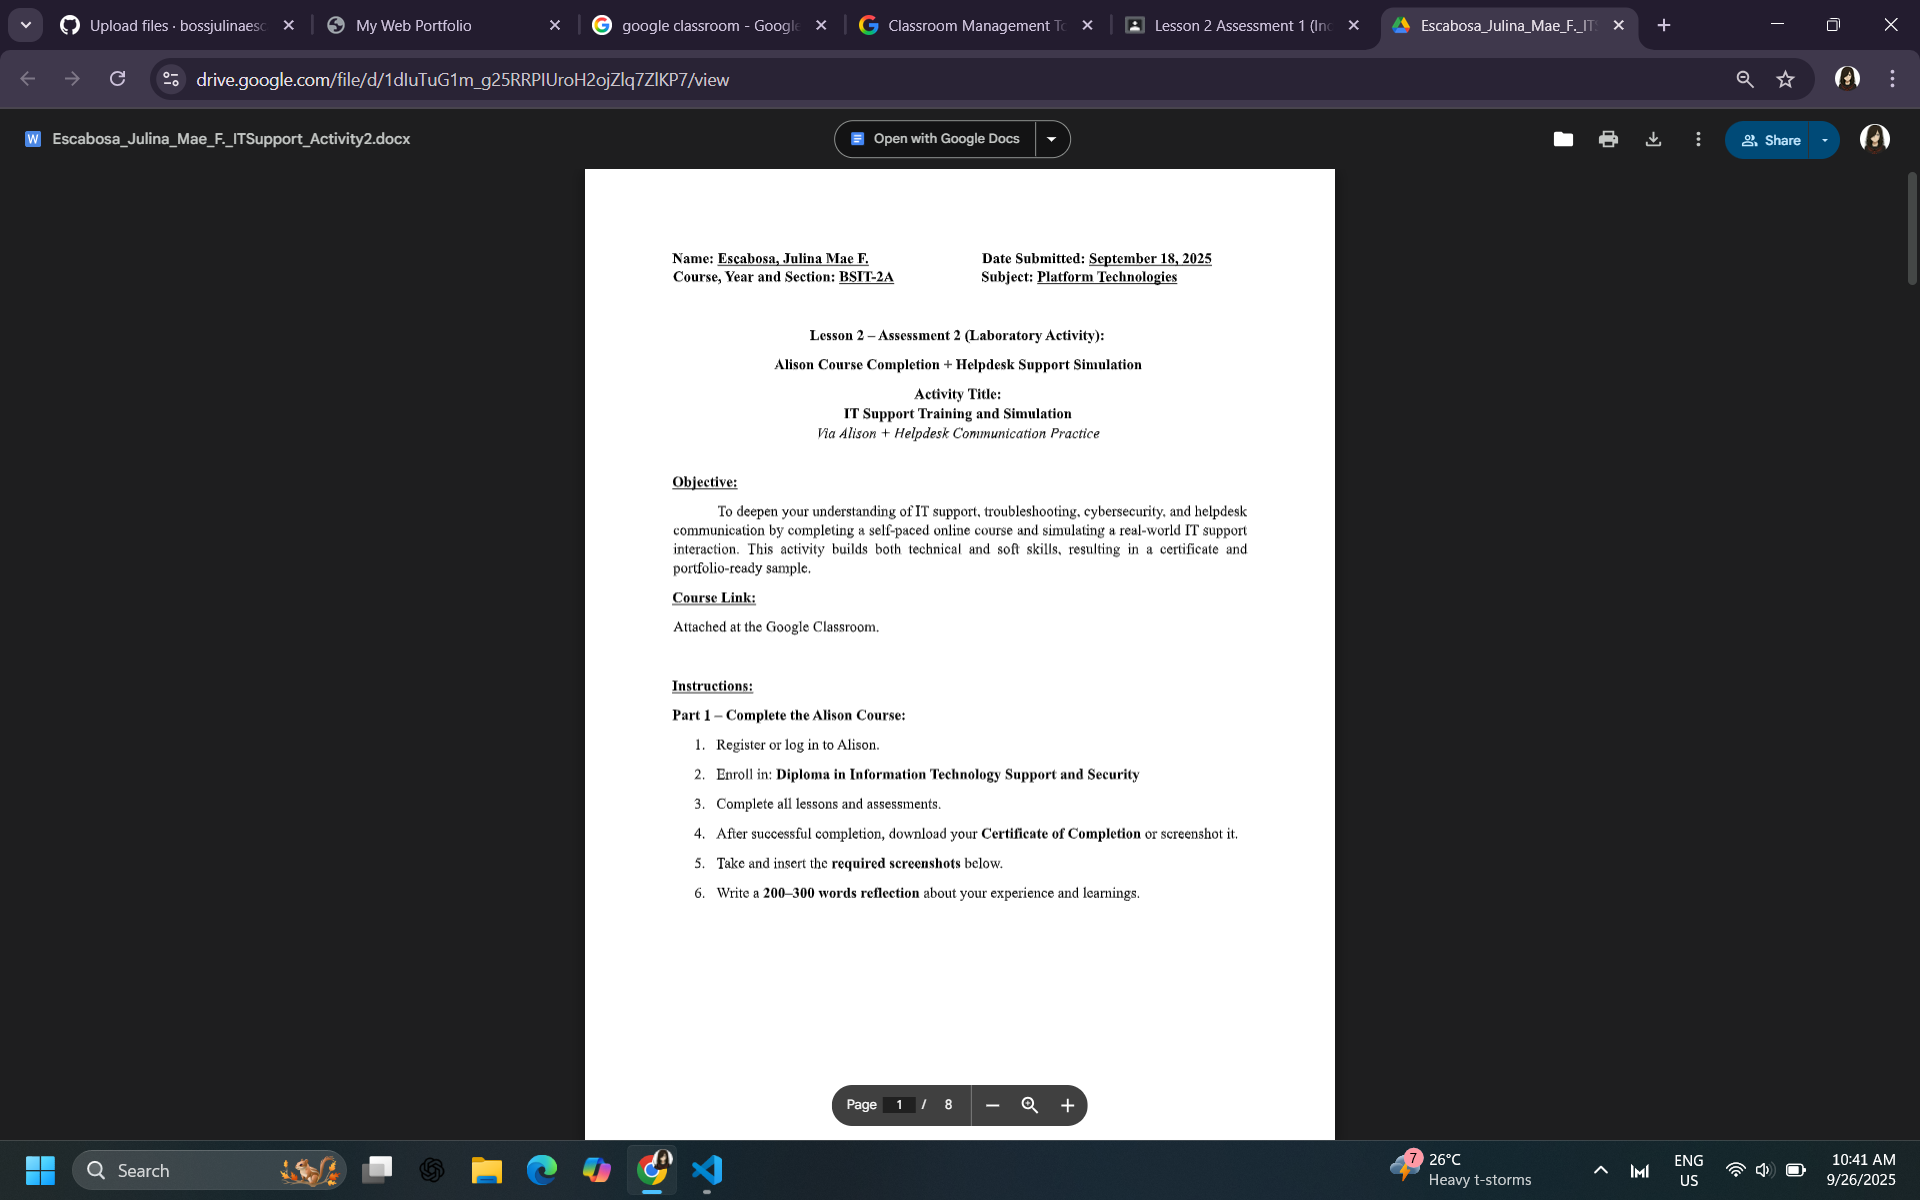 Upload files · bossjulinaesc
My Web Portfolio
google classroom - Google
Classroom Management To
Lesson 2 Assessment 1 (Inc
Escabosa_Julina_Mae_F._ITS
drive.google.com/file/d/1dIuTuG1m_g25RRPIUroH2ojZlq7ZlKP7/view
Escabosa_Julina_Mae_F._ITSupport_Activity2.docx
Open with Google Docs
Share
Name: Escabosa, Julina Mae F.
Date Submitted: September 18, 2025
Course, Year and Section: BSIT-2A
Subject: Platform Technologies
Lesson 2 – Assessment 2 (Laboratory Activity):
Alison Course Completion + Helpdesk Support Simulation
Activity Title:
IT Support Training and Simulation
Via Alison + Helpdesk Communication Practice
Objective:
To deepen your understanding of IT support, troubleshooting, cybersecurity, and helpdesk
communication by completing a self-paced online course and simulating a real-world IT support
interaction. This activity builds both technical and soft skills, resulting in a certificate and
portfolio-ready sample.
Course Link:
Attached at the Google Classroom.
Instructions:
Part 1 – Complete the Alison Course:
1. Register or log in to Alison.
2. Enroll in: Diploma in Information Technology Support and Security
3. Complete all lessons and assessments.
4. After successful completion, download your Certificate of Completion or screenshot it.
5. Take and insert the required screenshots below.
6. Write a 200–300 words reflection about your experience and learnings.
Page 1 / 8
Search
7
26°C
Heavy t-storms
ENG
US
10:41 AM
9/26/2025